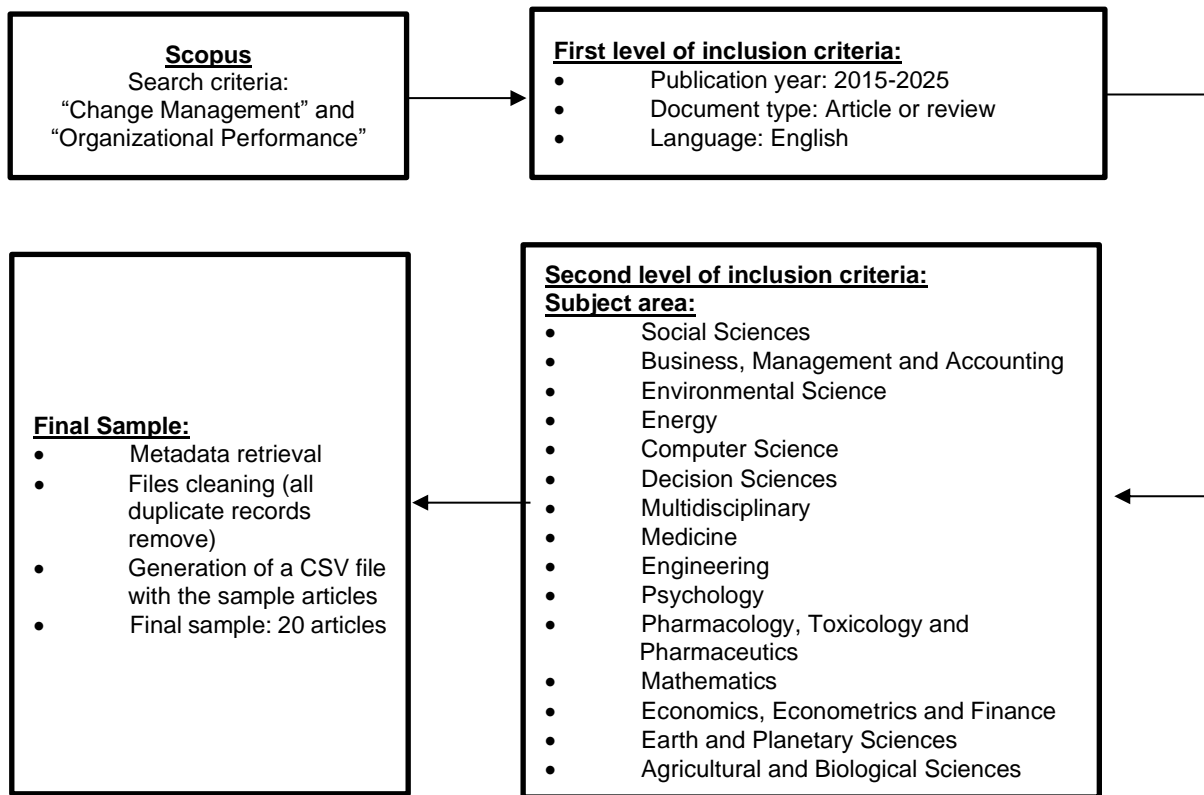 Scopus
Search criteria:
“Change Management” and
“Organizational Performance”
First level of inclusion criteria:
• Publication year: 2015-2025
• Document type: Article or review
• Language: English
Second level of inclusion criteria:
Subject area:
• Social Sciences
• Business, Management and Accounting
• Environmental Science
• Energy
• Computer Science
• Decision Sciences
• Multidisciplinary
• Medicine
• Engineering
• Psychology
• Pharmacology, Toxicology and
Pharmaceutics
• Mathematics
• Economics, Econometrics and Finance
• Earth and Planetary Sciences
• Agricultural and Biological Sciences
Final Sample:
• Metadata retrieval
• Files cleaning (all
duplicate records
remove)
• Generation of a CSV file
with the sample articles
• Final sample: 20 articles